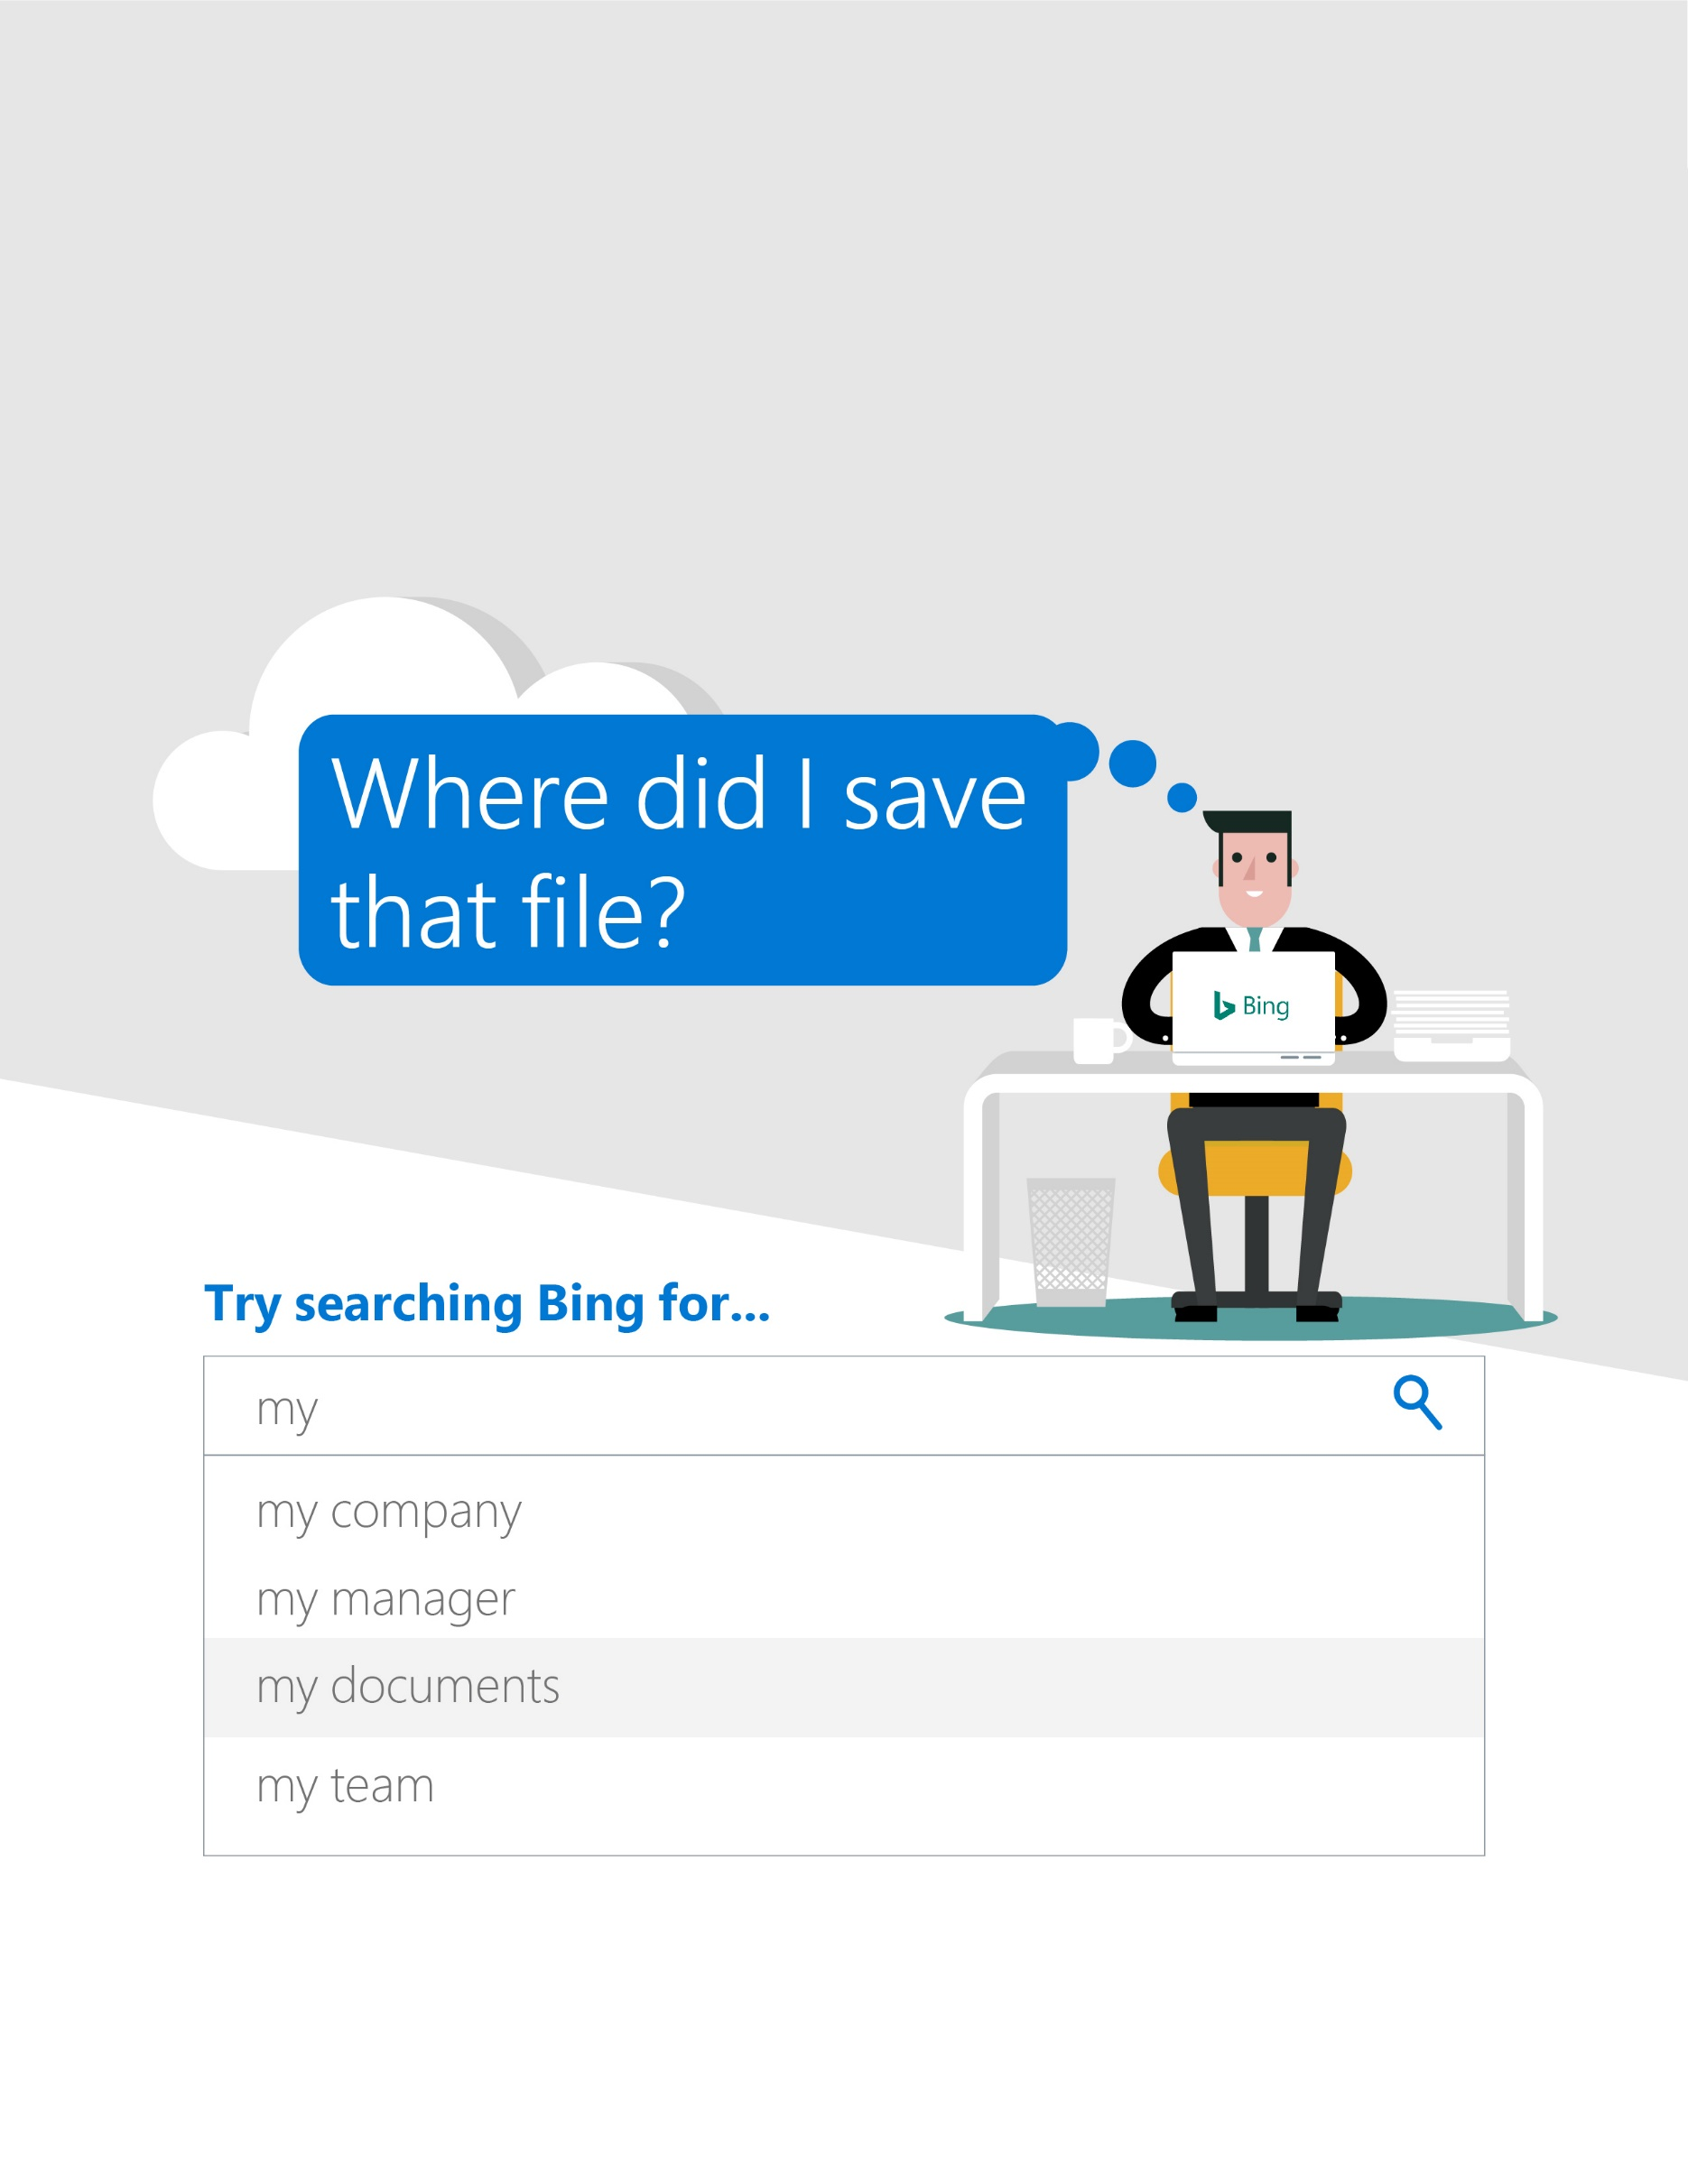 Where did I save
that file?
Bing
Try searching Bing for...
my
my company
my manager
my documents
my team